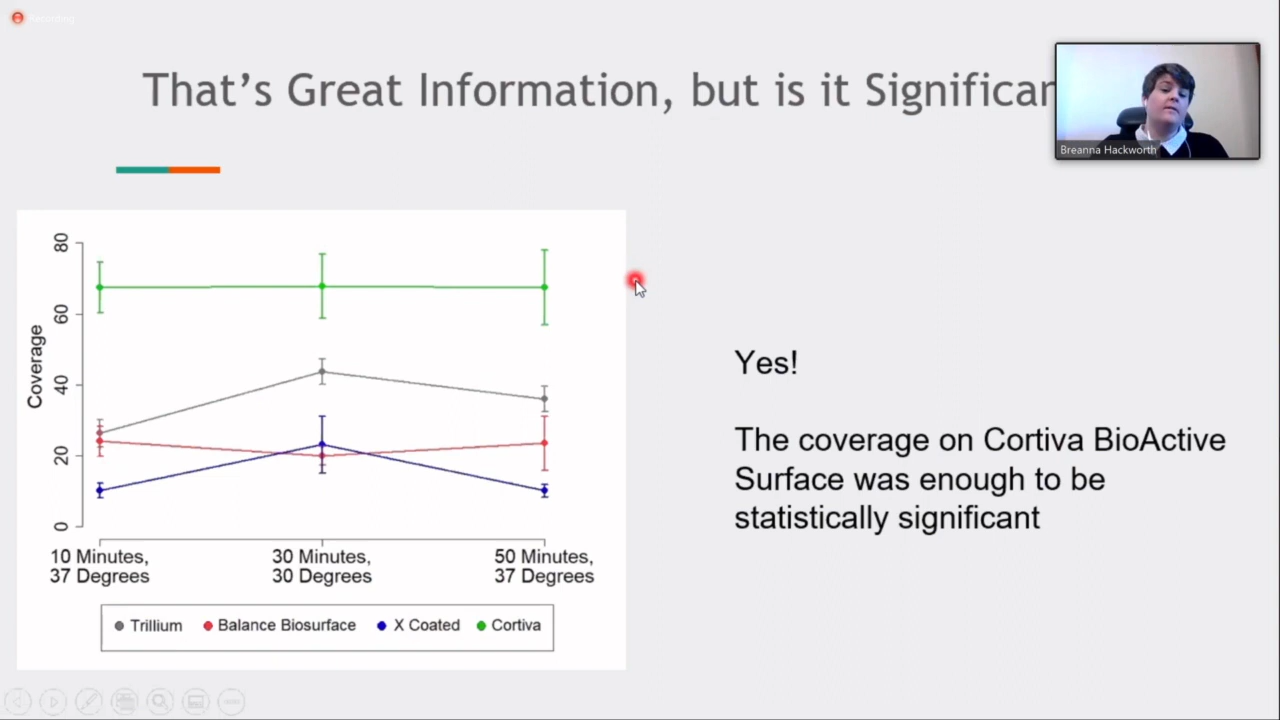 Recording
That's Great Information, but is it Significan
Breanna Hackworth
80
60
40
20
0
Coverage
10 Minutes,
37 Degrees
30 Minutes,
30 Degrees
50 Minutes,
37 Degrees
Trillium Balance Biosurface X Coated Cortiva
Yes!
The coverage on Cortiva BioActive
Surface was enough to be
statistically significant